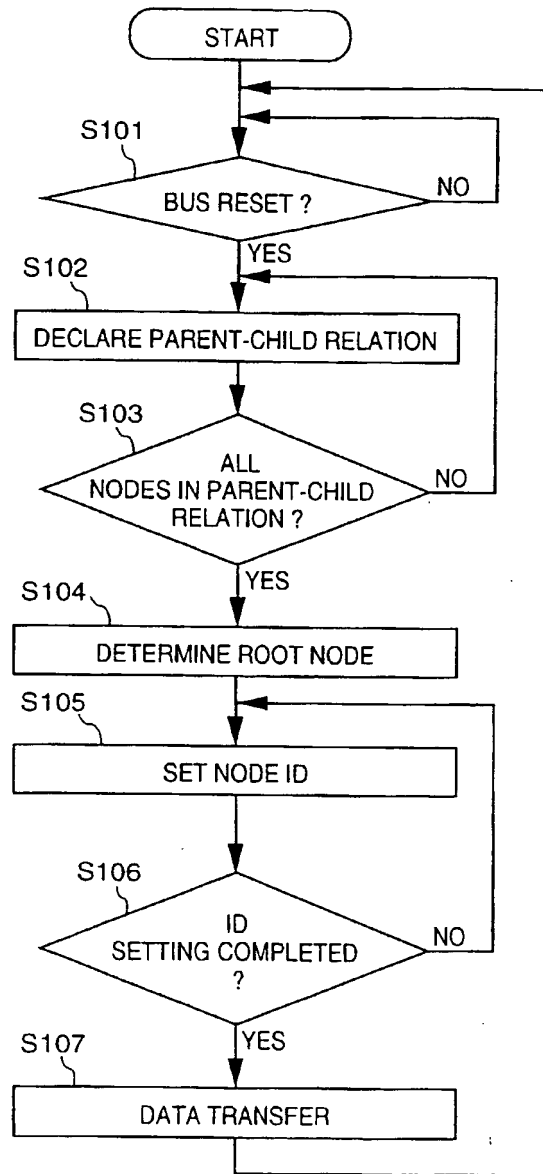 START
S101
BUS RESET ?
NO
YES
S102
DECLARE PARENT-CHILD RELATION
S103
ALL
NODES IN PARENT-CHILD
RELATION ?
NO
YES
S104
DETERMINE ROOT NODE
S105
SET NODE ID
S106
ID
SETTING COMPLETED
?
NO
YES
S107
DATA TRANSFER